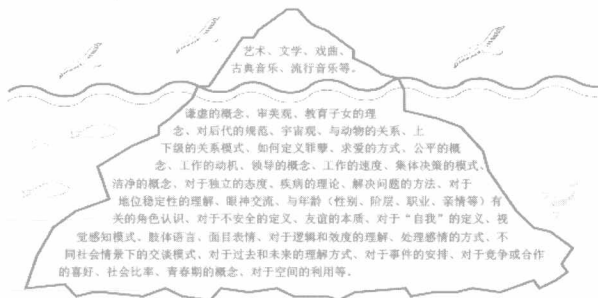 艺术、文学、戏曲、
古典音乐、流行音乐等。
谦虚的概念、审美观、教育子女的理
念、对后代的规范、宇宙观、与动物的关系、上
下级的关系模式、如何定义罪孽、求爱的方式、公平的概
念、工作的动机、领导的概念、工作的速度、集体决策的模式、
洁净的概念、对于独立的态度、疾病的理论、解决问题的方法、对于
地位稳定性的理解、眼神交流、与年龄（性别、阶层、职业、亲情等）有
关的角色认识、对于不安全的定义、友谊的本质、对于“自我”的定义、视
觉感知模式、肢体语言、面目表情、对于逻辑和效度的理解、处理感情的方式、不
同社会情景下的交谈模式、对于过去和未来的理解方式、对于事件的安排、对于竞争或合作
的喜好、社会比率、青春期的概念、对于空间的利用等。